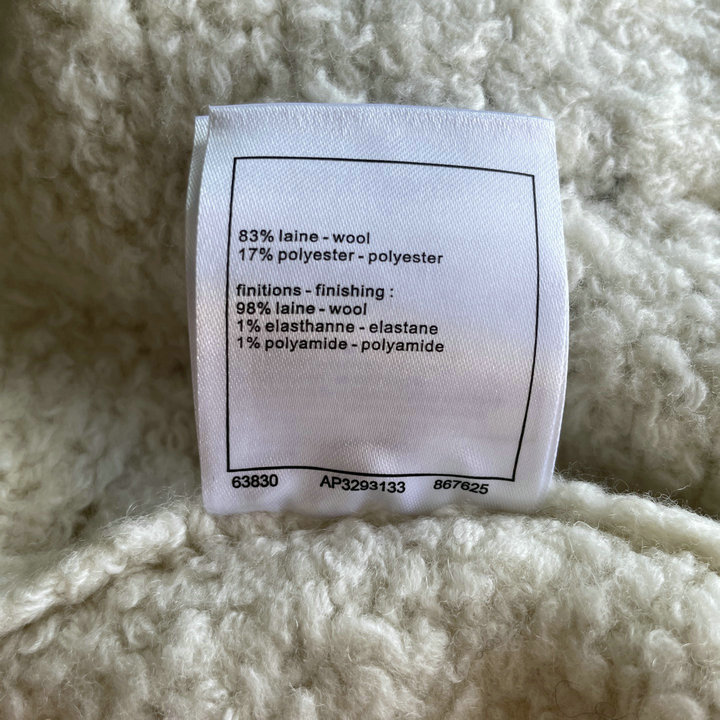 83% laine - wool
17% polyester - polyester
finitions - finishing :
98% laine - wool
1% elasthanne - elastane
1% polyamide - polyamide
63830 AP3293133 867625